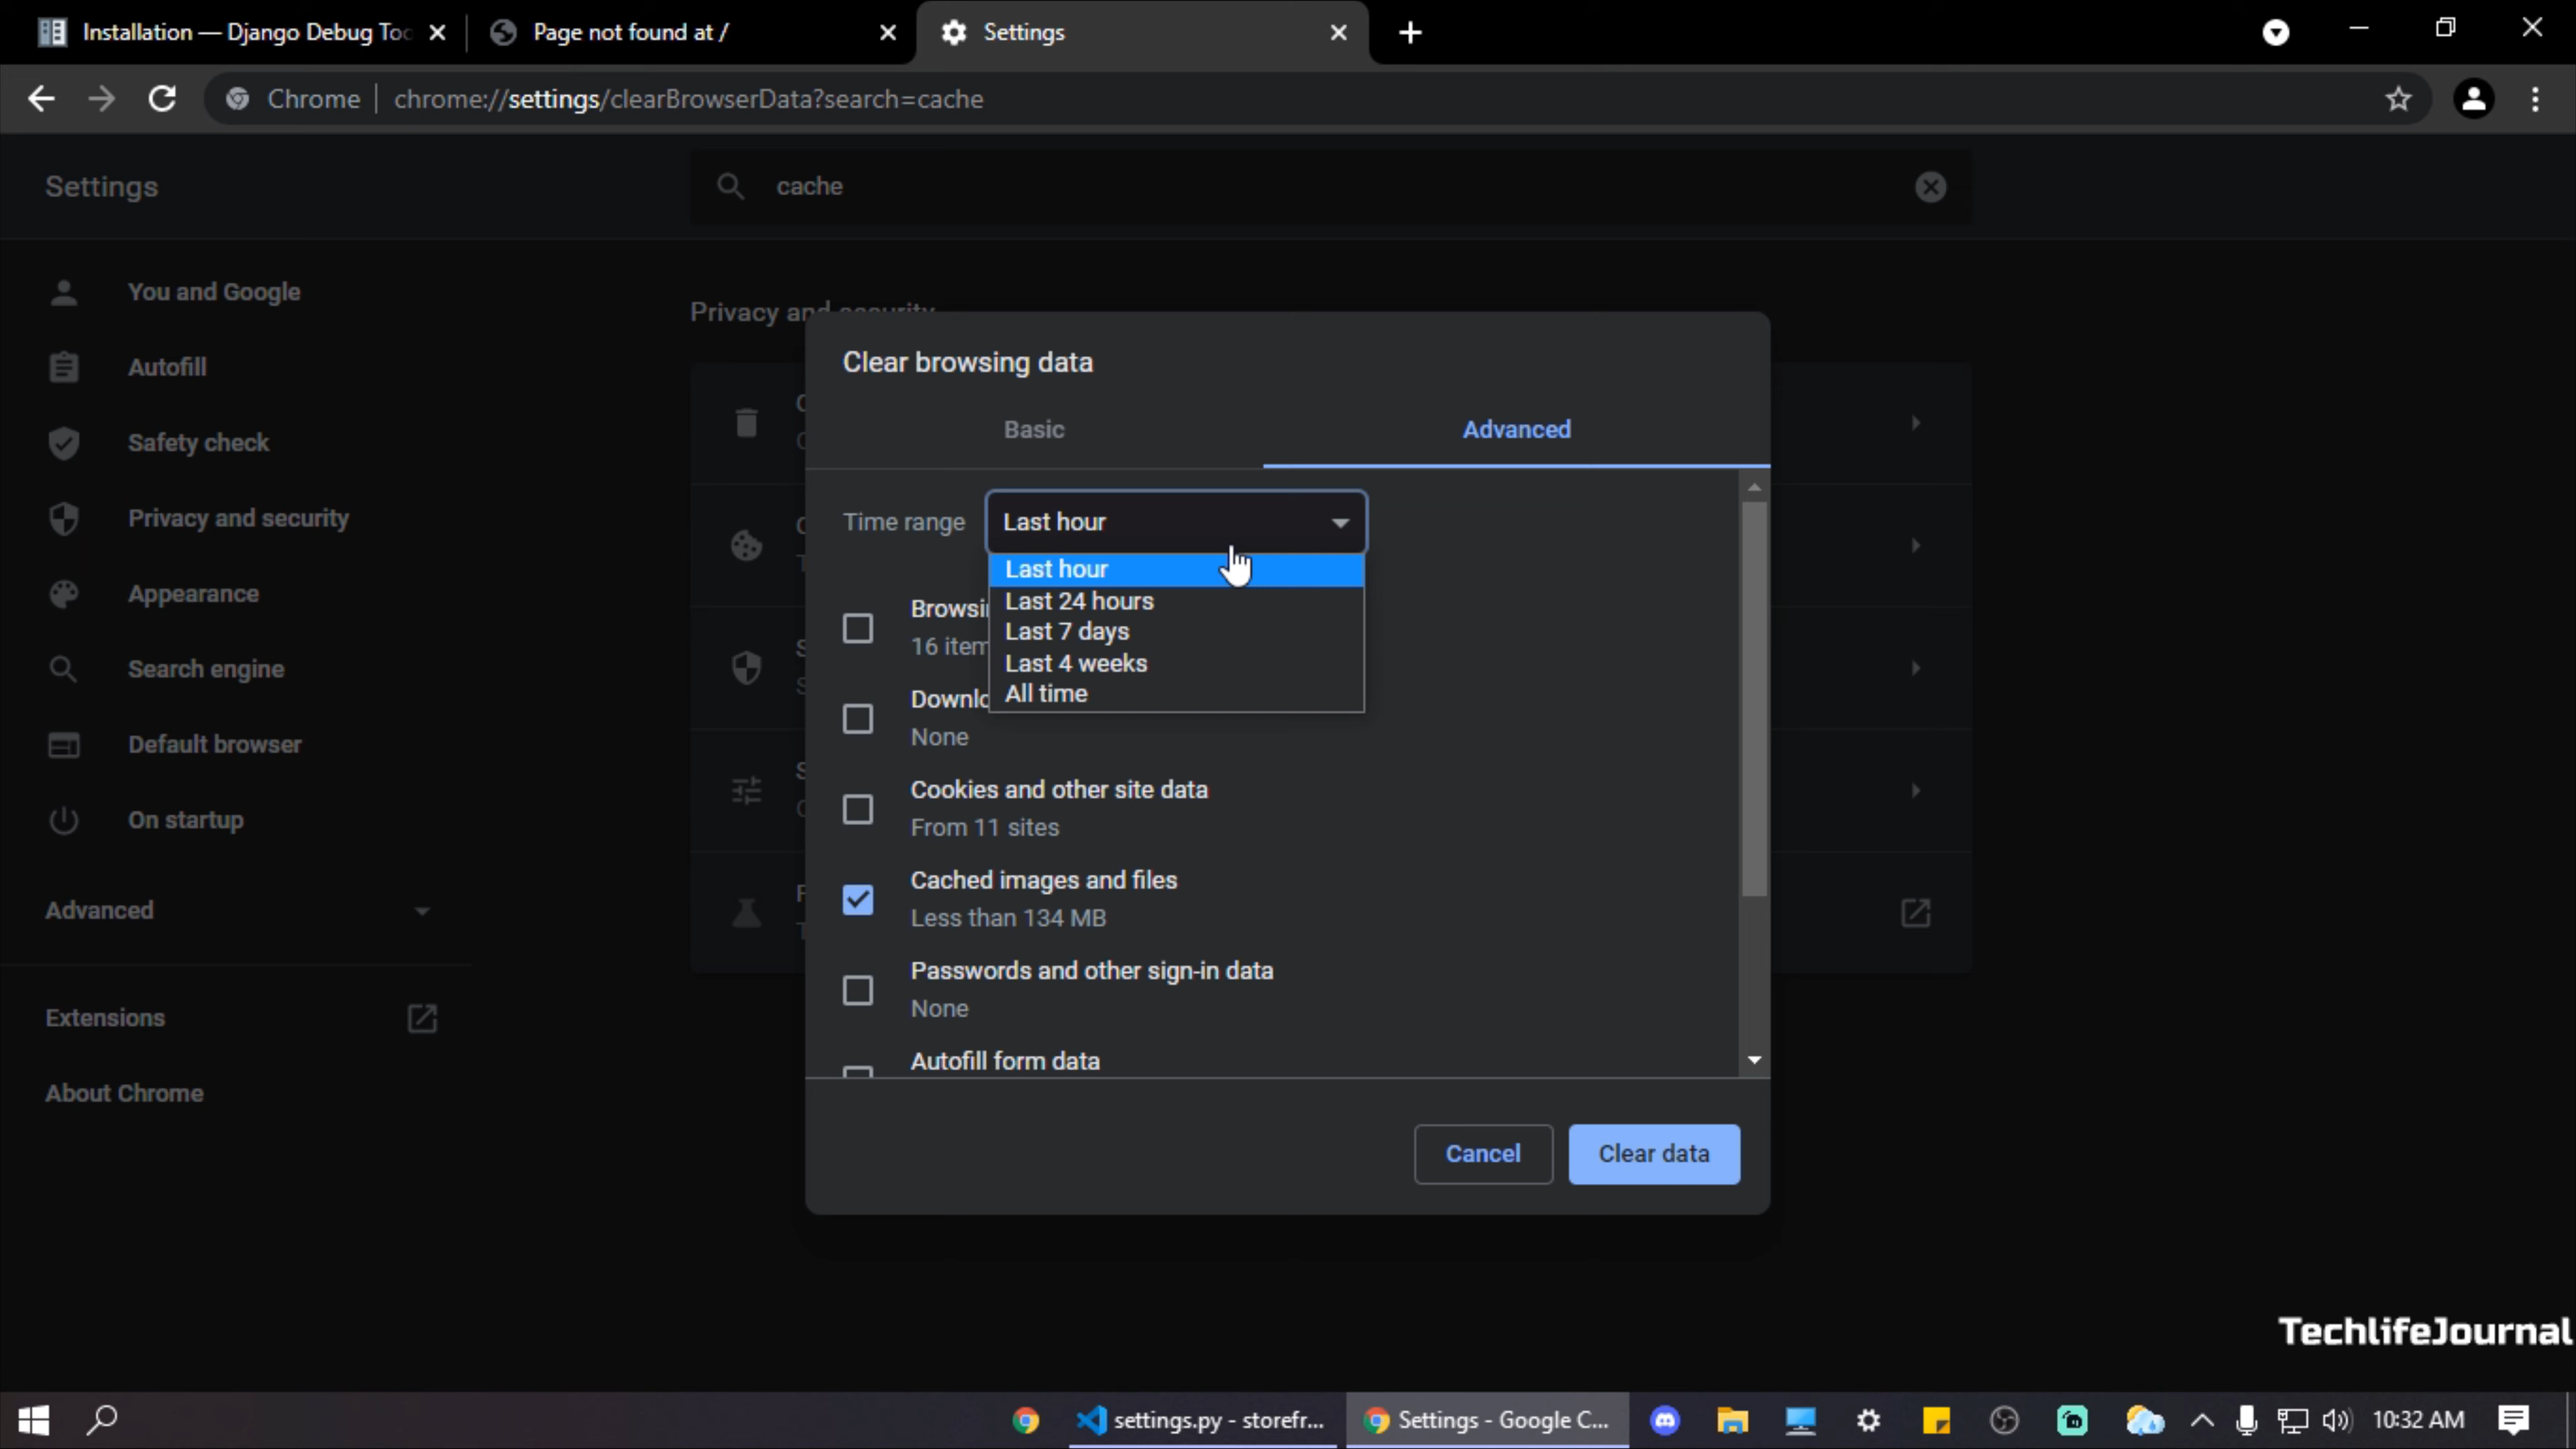 Installation — Django Debug Too
Page not found at /
Settings
Chrome
chrome://settings/clearBrowserData?search=cache
Settings
cache
You and Google
Autofill
Safety check
Privacy and security
Appearance
Search engine
Default browser
On startup
Advanced
Extensions
About Chrome
Privacy and security
Clear browsing data
Basic
Advanced
Time range
Last hour
Last hour
Last 24 hours
Last 7 days
Last 4 weeks
All time
Browsi
16 item
Downlo
None
Cookies and other site data
From 11 sites
Cached images and files
Less than 134 MB
Passwords and other sign-in data
None
Autofill form data
Cancel
Clear data
TechlifeJournal
settings.py - storefr...
Settings - Google C...
10:32 AM